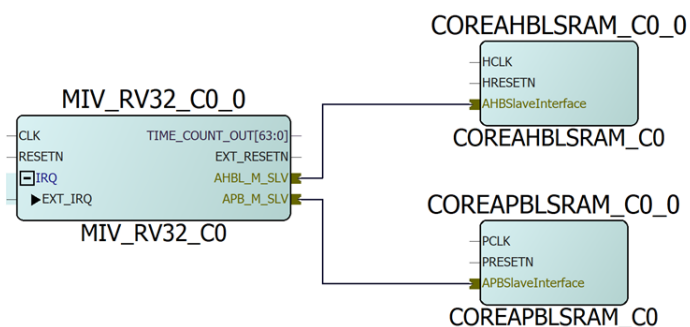 COREAHBLSRAM_C0_0
HCLK
HRESETN
AHBSlaveInterface
COREAHBLSRAM_C0
MIV_RV32_C0_0
CLK
TIME_COUNT_OUT[63:0]
RESETN
EXT_RESETN
IRQ
AHBL_M_SLV
EXT_IRQ
APB_M_SLV
MIV_RV32_C0
COREAPBLSRAM_C0_0
PCLK
PRESETN
APBSlaveInterface
COREAPBLSRAM_C0